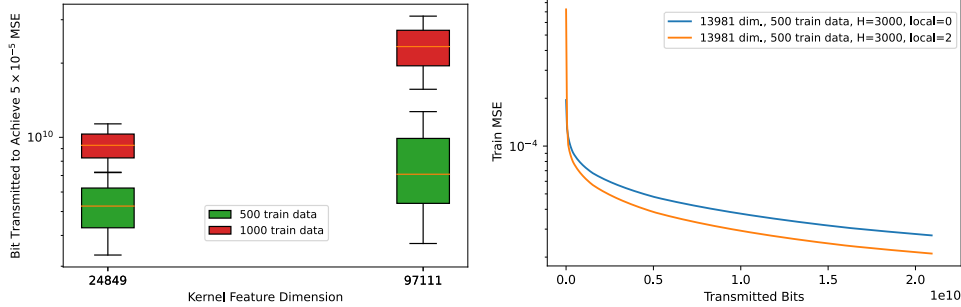 Bit Transmitted to Achieve 5 × 10⁻⁵ MSE
10¹⁰
500 train data
1000 train data
24849
97111
Kernel Feature Dimension
13981 dim., 500 train data, H=3000, local=0
13981 dim., 500 train data, H=3000, local=2
Train MSE
10⁻⁴
0.0
0.5
1.0
1.5
2.0
1e10
Transmitted Bits